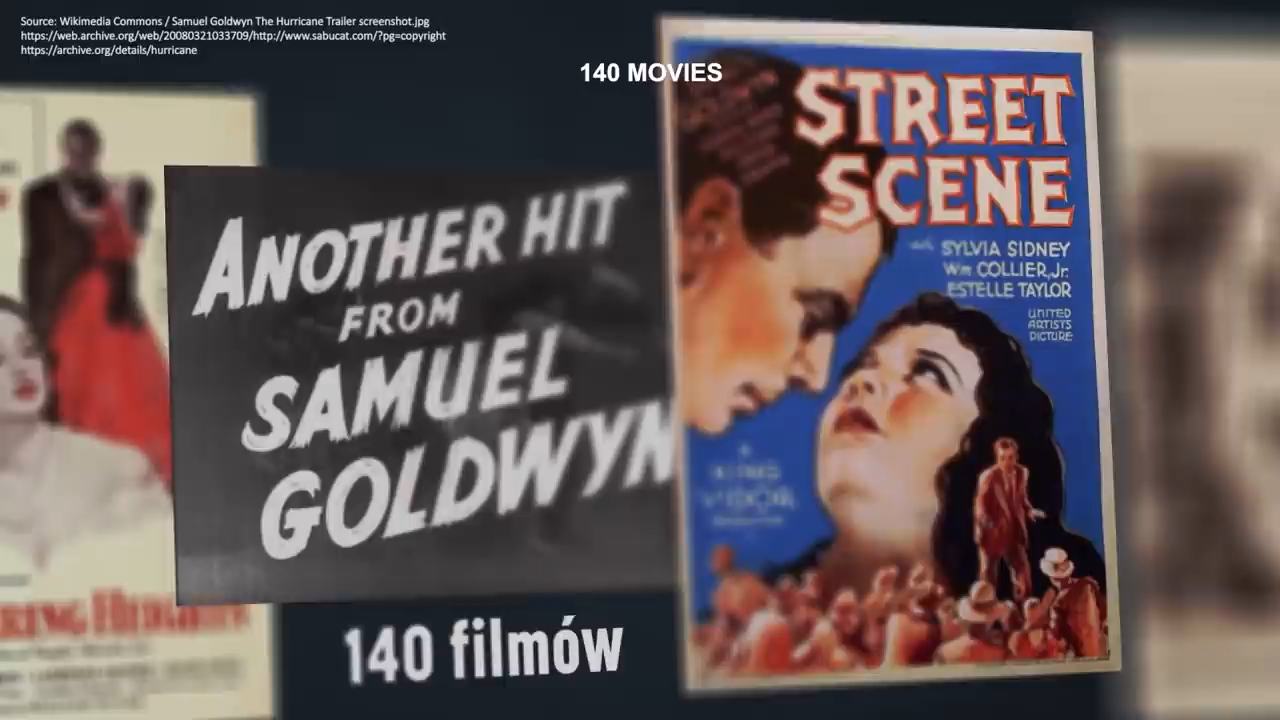 Source: Wikimedia Commons / Samuel Goldwyn The Hurricane Trailer screenshot.jpg
https://web.archive.org/web/20080321033709/http://www.sabucat.com/?pg=copyright
https://archive.org/details/hurricane
140 MOVIES
STREET
SCENE
with SYLVIA SIDNEY
Wm COLLIER, Jr.
ESTELLE TAYLOR
UNITED
ARTISTS
PICTURE
ANOTHER HIT
FROM
SAMUEL
GOLDWYN
A
KING
VIDOR
140 filmów